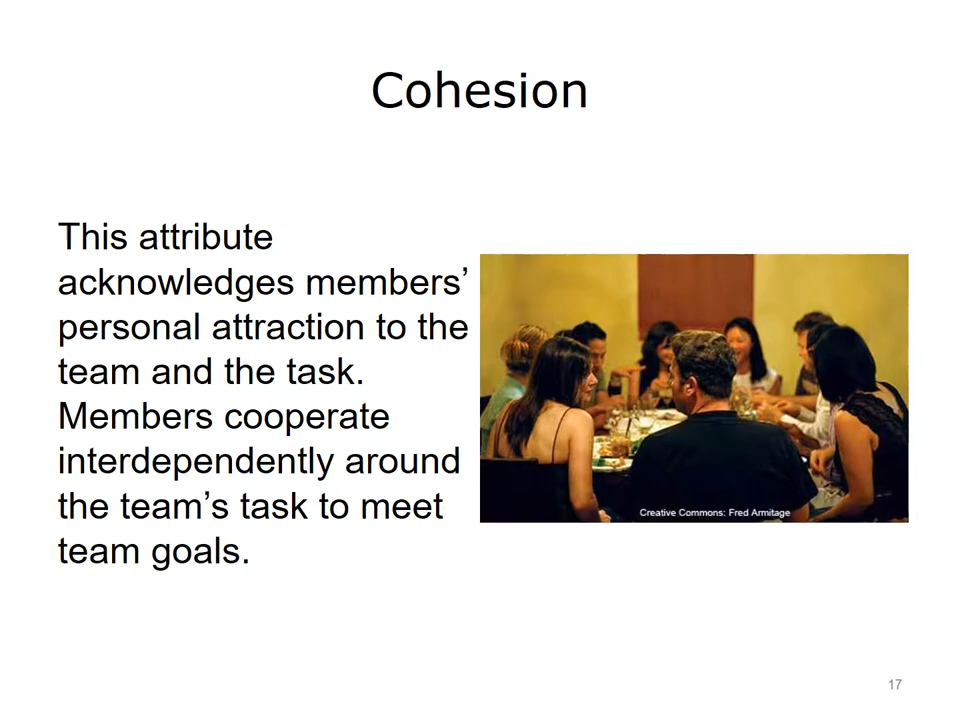 Cohesion
This attribute
acknowledges members’
personal attraction to the
team and the task.
Members cooperate
interdependently around
the team’s task to meet
team goals.
Creative Commons: Fred Armitage
17